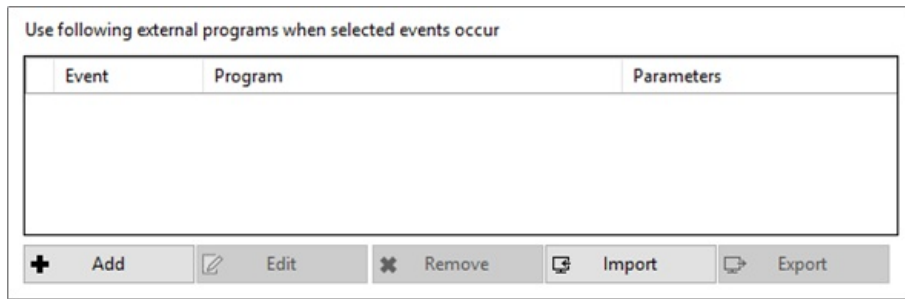 Use following external programs when selected events occur
Event Program Parameters
Add Edit Remove Import Export